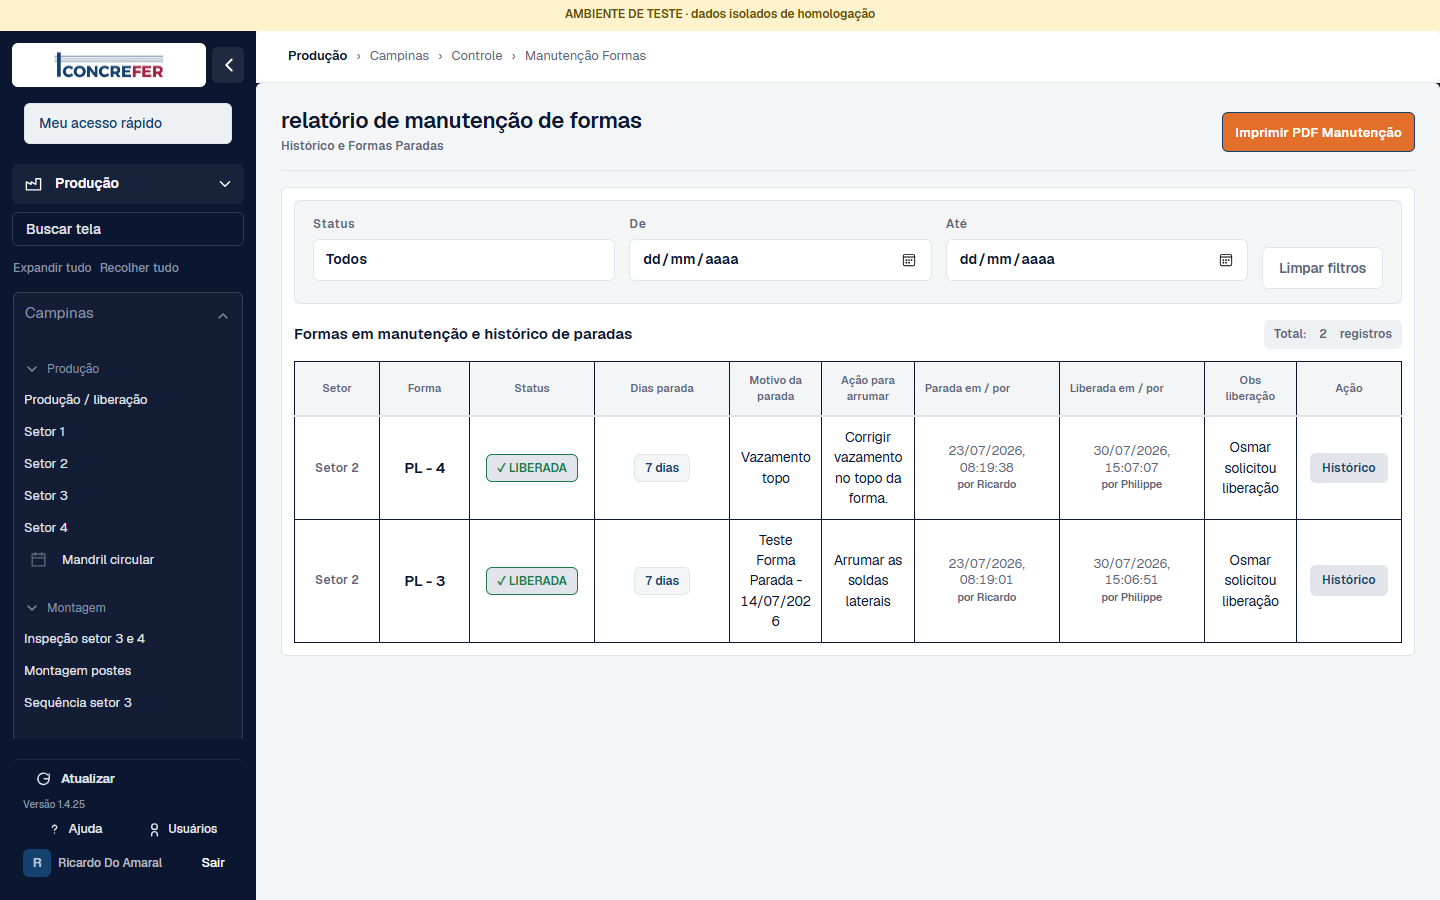 AMBIENTE DE TESTE · dados isolados de homologação
CONCREFER
Meu acesso rápido
Produção
Buscar tela
Expandir tudo Recolher tudo
Campinas
Produção
Produção / liberação
Setor 1
Setor 2
Setor 3
Setor 4
Mandril circular
Montagem
Inspeção setor 3 e 4
Montagem postes
Sequência setor 3
Atualizar
Versão 1.4.25
? Ajuda Usuários
R Ricardo Do Amaral Sair
Produção › Campinas › Controle › Manutenção Formas
relatório de manutenção de formas
Histórico e Formas Paradas
Imprimir PDF Manutenção
Status De Até
Todos dd/mm/aaaa dd/mm/aaaa Limpar filtros
Formas em manutenção e histórico de paradas
Total: 2 registros
Setor Forma Status Dias parada Motivo da parada Ação para arrumar Parada em / por Liberada em / por Obs liberação Ação
Setor 2
PL - 4
✓ LIBERADA
7 dias
Vazamento
topo
Corrigir
vazamento
no topo da
forma.
23/07/2026,
08:19:38
por Ricardo
30/07/2026,
15:07:07
por Philippe
Osmar
solicitou
liberação
Histórico
Setor 2
PL - 3
✓ LIBERADA
7 dias
Teste
Forma
Parada -
14/07/202
6
Arrumar as
soldas
laterais
23/07/2026,
08:19:01
por Ricardo
30/07/2026,
15:06:51
por Philippe
Osmar
solicitou
liberação
Histórico